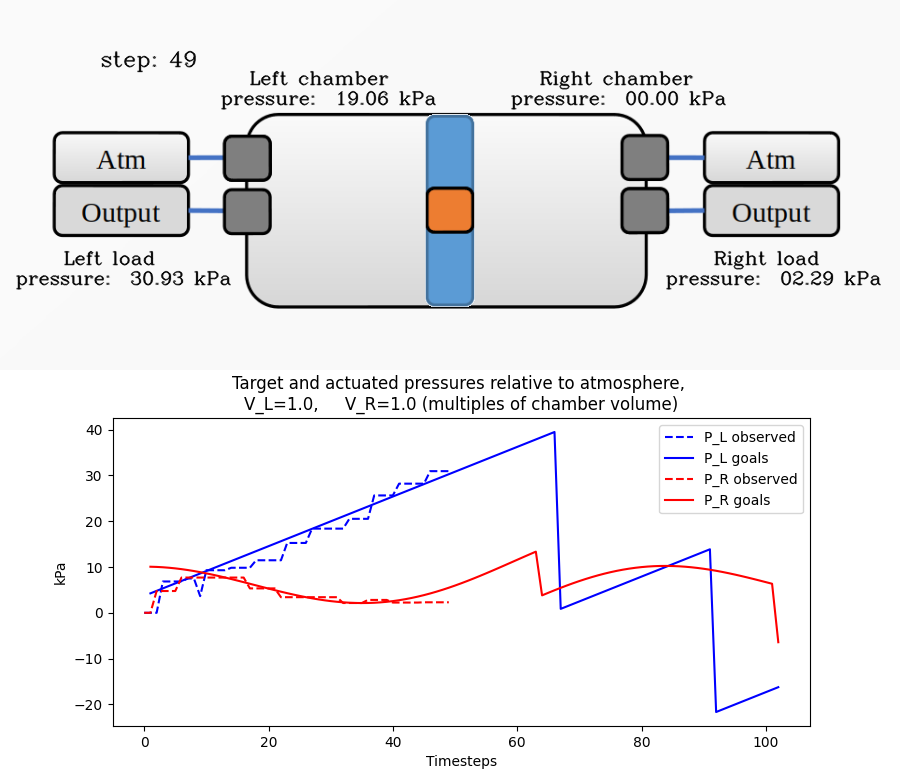 step: 49
Left chamber
pressure: 19.06 kPa
Right chamber
pressure: 00.00 kPa
Atm
Output
Atm
Output
Left load
pressure: 30.93 kPa
Right load
pressure: 02.29 kPa
Target and actuated pressures relative to atmosphere,
V_L=1.0, V_R=1.0 (multiples of chamber volume)
P_L observed
P_L goals
P_R observed
P_R goals
kPa
40
30
20
10
0
−10
−20
0 20 40 60 80 100
Timesteps